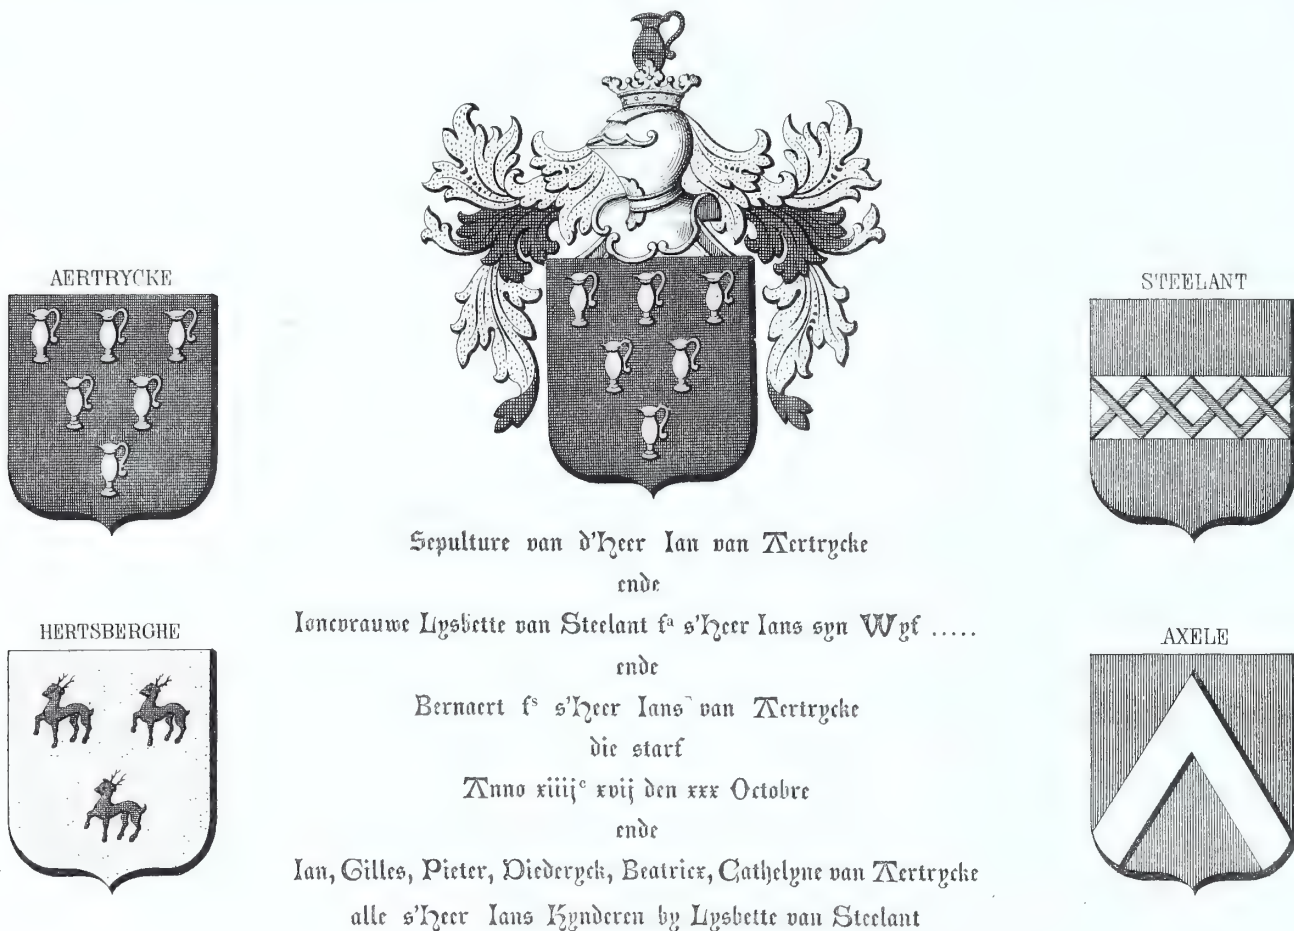 AERTRYCKE
STEELANT
HERTSBERGHE
AXELE
Sepulture van d'Heer Ian van Aertrycke
ende
Ioncvrauwe Lysbette van Steelant fᵃ s'Heer Ians syn Wyf .....
ende
Bernaert fˢ s'Heer Ians van Aertrycke
die starf
Anno xiiijᶜ xvij den xxx Octobre
ende
Ian, Gilles, Pieter, Diederyck, Beatricx, Cathelyne van Aertrycke
alle s'Heer Ians Kynderen by Lysbette van Steelant